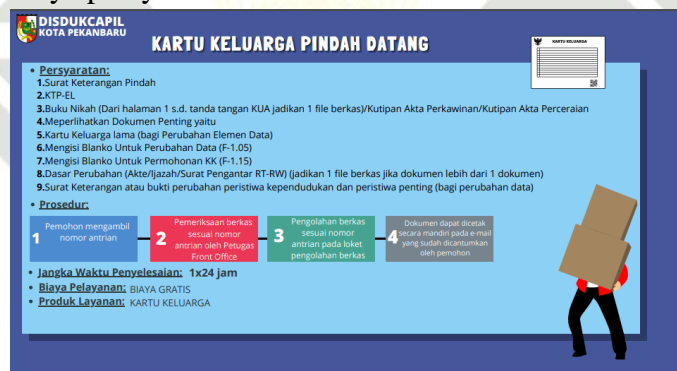 DISDUKCAPIL
KOTA PEKANBARU
KARTU KELUARGA PINDAH DATANG
KARTU KELUARGA
• Persyaratan:
1.Surat Keterangan Pindah
2.KTP-EL
3.Buku Nikah (Dari halaman 1 s.d. tanda tangan KUA jadikan 1 file berkas)/Kutipan Akta Perkawinan/Kutipan Akta Perceraian
4.Meperlihatkan Dokumen Penting yaitu
5.Kartu Keluarga lama (bagi Perubahan Elemen Data)
6.Mengisi Blanko Untuk Perubahan Data (F-1.05)
7.Mengisi Blanko Untuk Permohonan KK (F-1.15)
8.Dasar Perubahan (Akte/Ijazah/Surat Pengantar RT-RW) (jadikan 1 file berkas jika dokumen lebih dari 1 dokumen)
9.Surat Keterangan atau bukti perubahan peristiwa kependudukan dan peristiwa penting (bagi perubahan data)
• Prosedur:
1
Pemohon mengambil
nomor antrian
2
Pemeriksaan berkas
sesuai nomor
antrian oleh Petugas
Front Office
3
Pengolahan berkas
sesuai nomor
antrian pada loket
pengolahan berkas
4
Dokumen dapat dicetak
secara mandiri pada e-mail
yang sudah dicantumkan
oleh pemohon
• Jangka Waktu Penyelesaian: 1x24 jam
• Biaya Pelayanan: BIAYA GRATIS
• Produk Layanan: KARTU KELUARGA